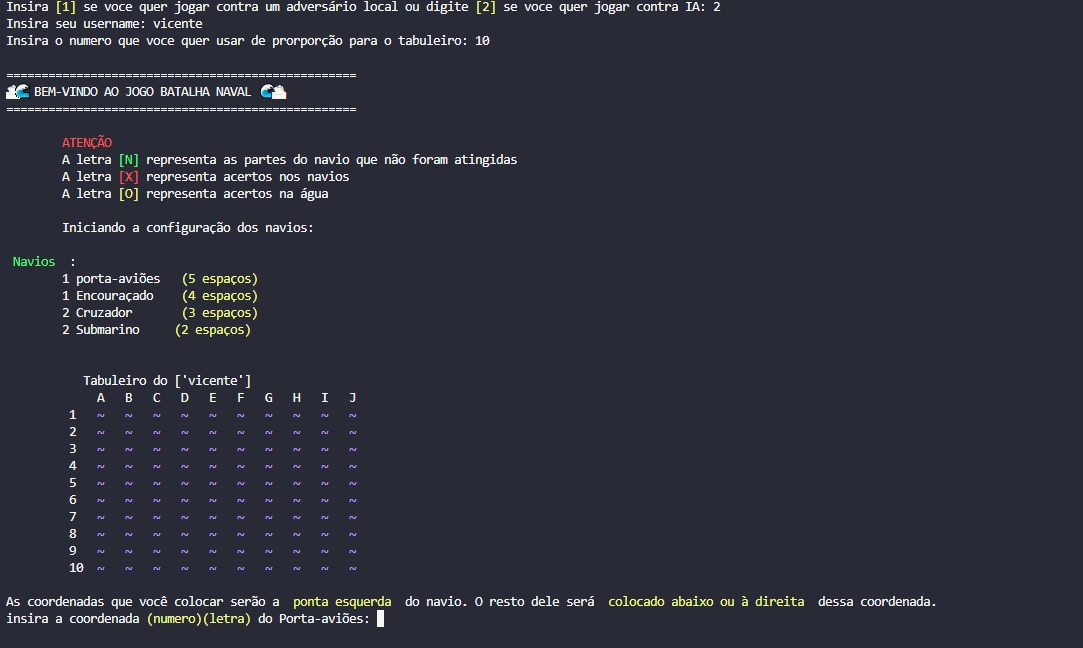 Insira [1] se voce quer jogar contra um adversário local ou digite [2] se voce quer jogar contra IA: 2
Insira seu username: vicente
Insira o numero que voce quer usar de prorporção para o tabuleiro: 10
==================================================
BEM-VINDO AO JOGO BATALHA NAVAL
==================================================
ATENÇÃO
A letra [N] representa as partes do navio que não foram atingidas
A letra [X] representa acertos nos navios
A letra [O] representa acertos na água
Iniciando a configuração dos navios:
Navios :
1 porta-aviões (5 espaços)
1 Encouraçado (4 espaços)
2 Cruzador (3 espaços)
2 Submarino (2 espaços)
Tabuleiro do ['vicente']
A B C D E F G H I J
1 ~ ~ ~ ~ ~ ~ ~ ~ ~ ~
2 ~ ~ ~ ~ ~ ~ ~ ~ ~ ~
3 ~ ~ ~ ~ ~ ~ ~ ~ ~ ~
4 ~ ~ ~ ~ ~ ~ ~ ~ ~ ~
5 ~ ~ ~ ~ ~ ~ ~ ~ ~ ~
6 ~ ~ ~ ~ ~ ~ ~ ~ ~ ~
7 ~ ~ ~ ~ ~ ~ ~ ~ ~ ~
8 ~ ~ ~ ~ ~ ~ ~ ~ ~ ~
9 ~ ~ ~ ~ ~ ~ ~ ~ ~ ~
10 ~ ~ ~ ~ ~ ~ ~ ~ ~ ~
As coordenadas que você colocar serão a ponta esquerda do navio. O resto dele será colocado abaixo ou à direita dessa coordenada.
insira a coordenada (numero)(letra) do Porta-aviões: